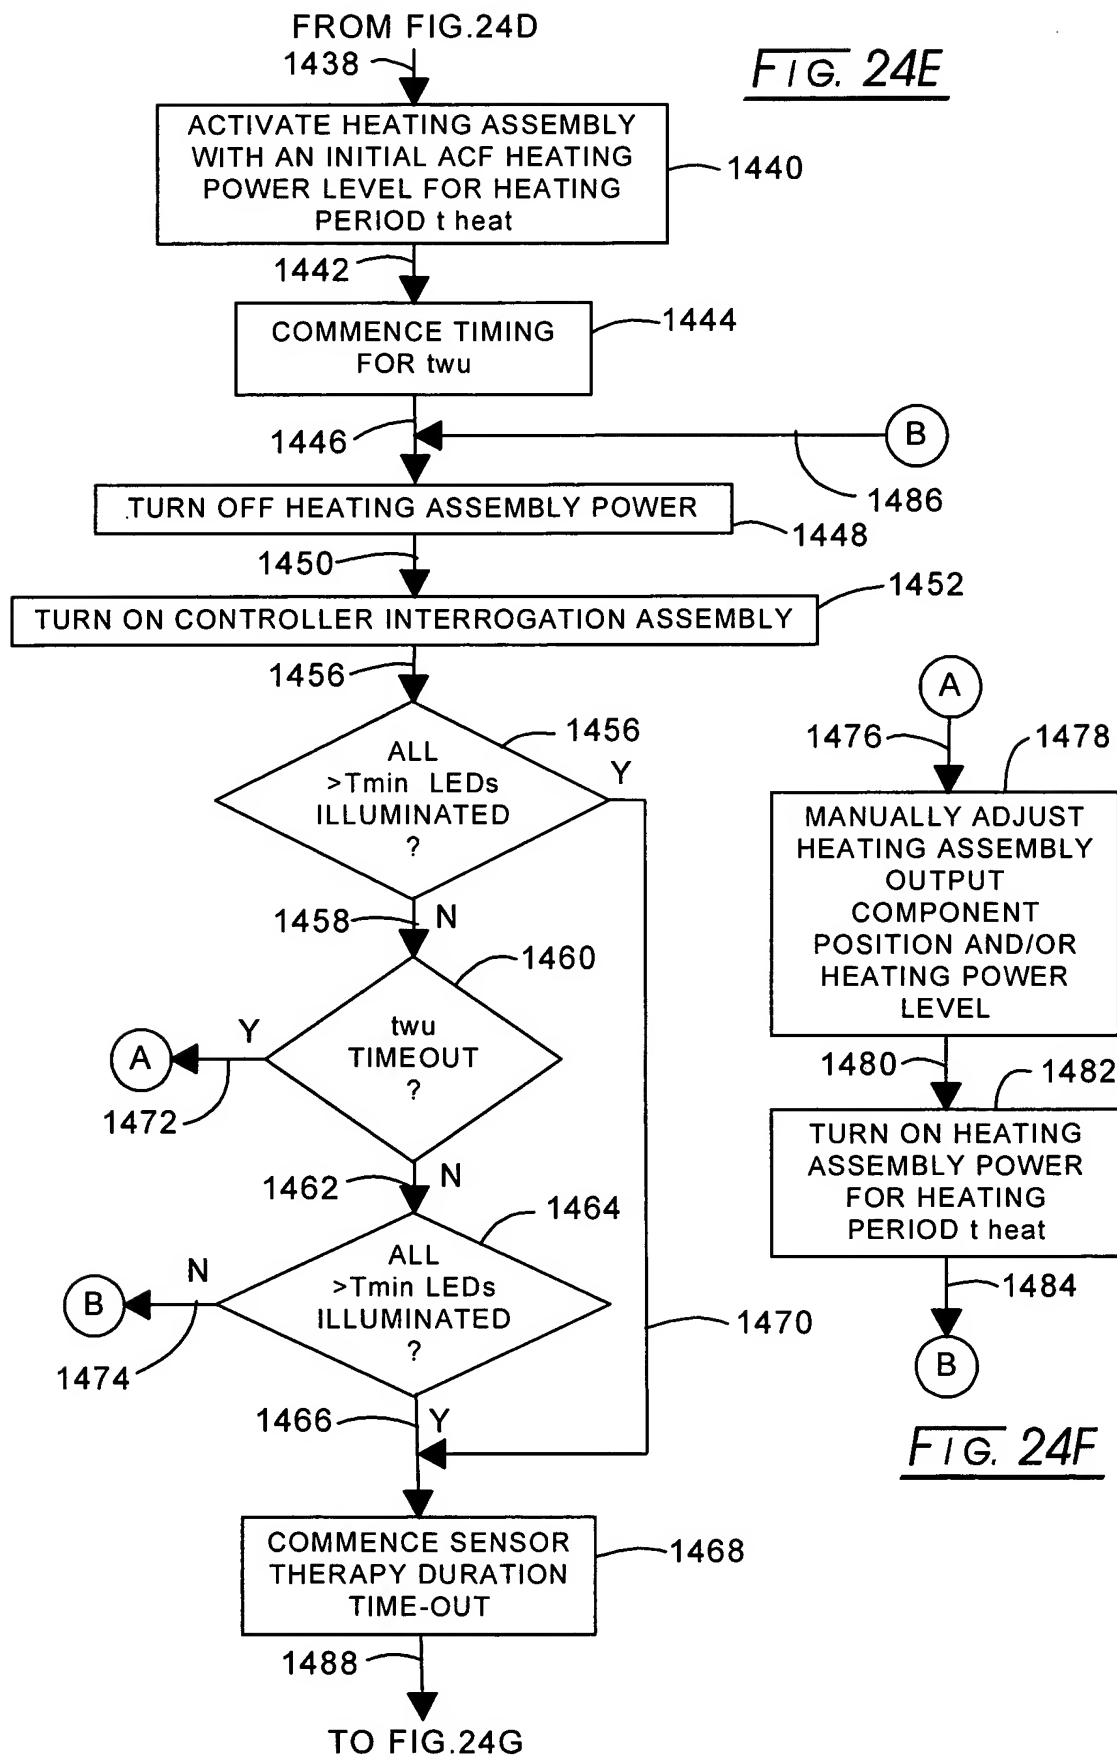 FROM FIG.24D
FIG. 24E
1438
ACTIVATE HEATING ASSEMBLY
WITH AN INITIAL ACF HEATING
POWER LEVEL FOR HEATING
PERIOD t heat
1440
1442
COMMENCE TIMING
FOR twu
1444
1446
B
1486
TURN OFF HEATING ASSEMBLY POWER
1448
1450
1452
TURN ON CONTROLLER INTERROGATION ASSEMBLY
1456
ALL
>Tmin LEDs
ILLUMINATED
?
1456
Y
1458
N
1460
twu
TIMEOUT
?
Y
A
1472
1462
N
1464
ALL
>Tmin LEDs
ILLUMINATED
?
N
B
1474
1470
1466
Y
COMMENCE SENSOR
THERAPY DURATION
TIME-OUT
1468
1488
TO FIG.24G
A
1476
1478
MANUALLY ADJUST
HEATING ASSEMBLY
OUTPUT
COMPONENT
POSITION AND/OR
HEATING POWER
LEVEL
1480
1482
TURN ON HEATING
ASSEMBLY POWER
FOR HEATING
PERIOD t heat
1484
B
FIG. 24F